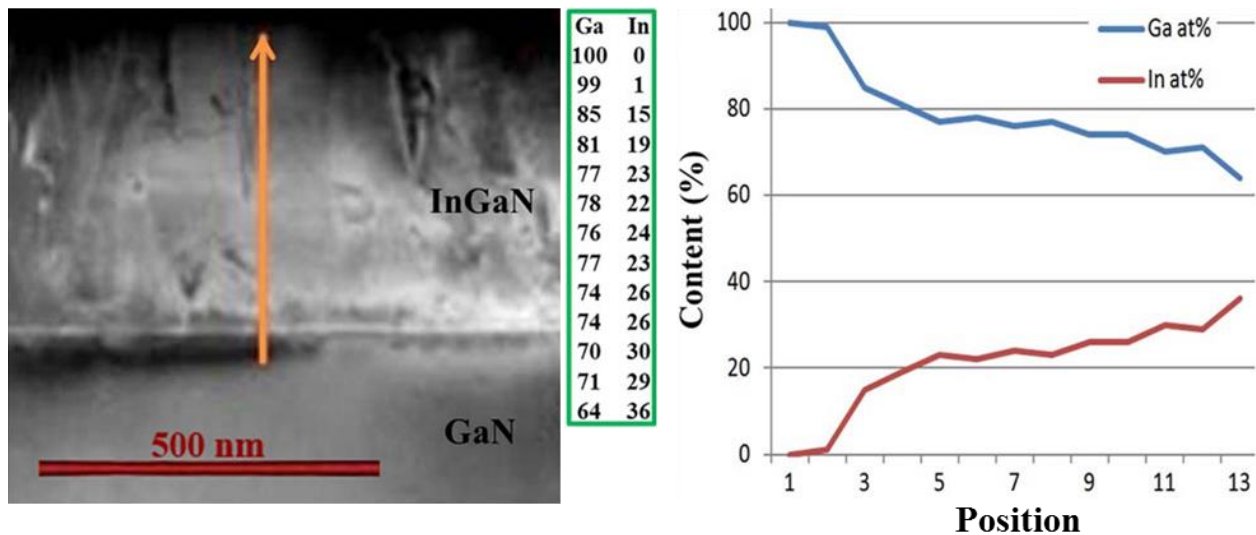 InGaN
GaN
500 nm
Ga In
100 0
99 1
85 15
81 19
77 23
78 22
76 24
77 23
74 26
74 26
70 30
71 29
64 36
Content (%)
100
80
60
40
20
0
Ga at%
In at%
1 3 5 7 9 11 13
Position